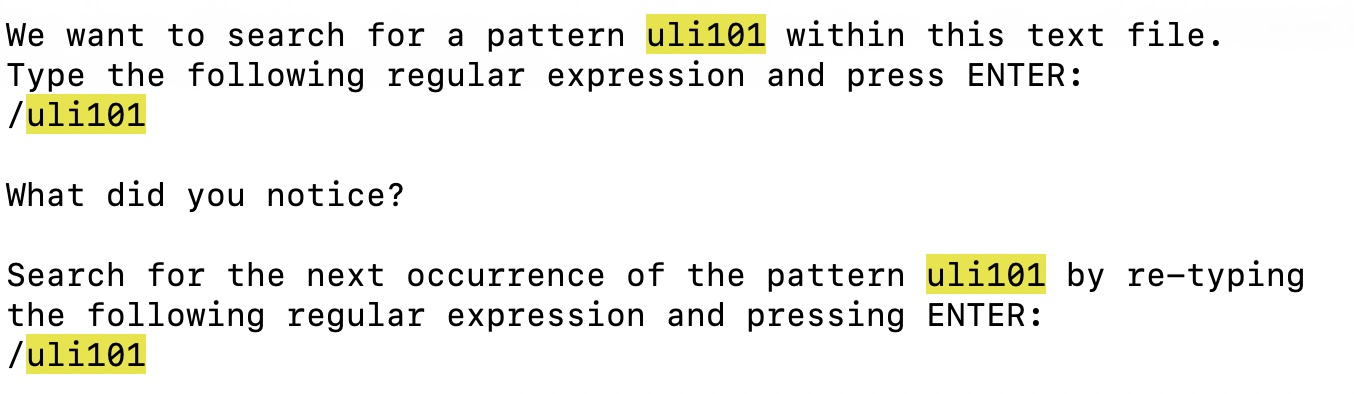 We want to search for a pattern uli101 within this text file.
Type the following regular expression and press ENTER:
/uli101
What did you notice?
Search for the next occurrence of the pattern uli101 by re-typing
the following regular expression and pressing ENTER:
/uli101